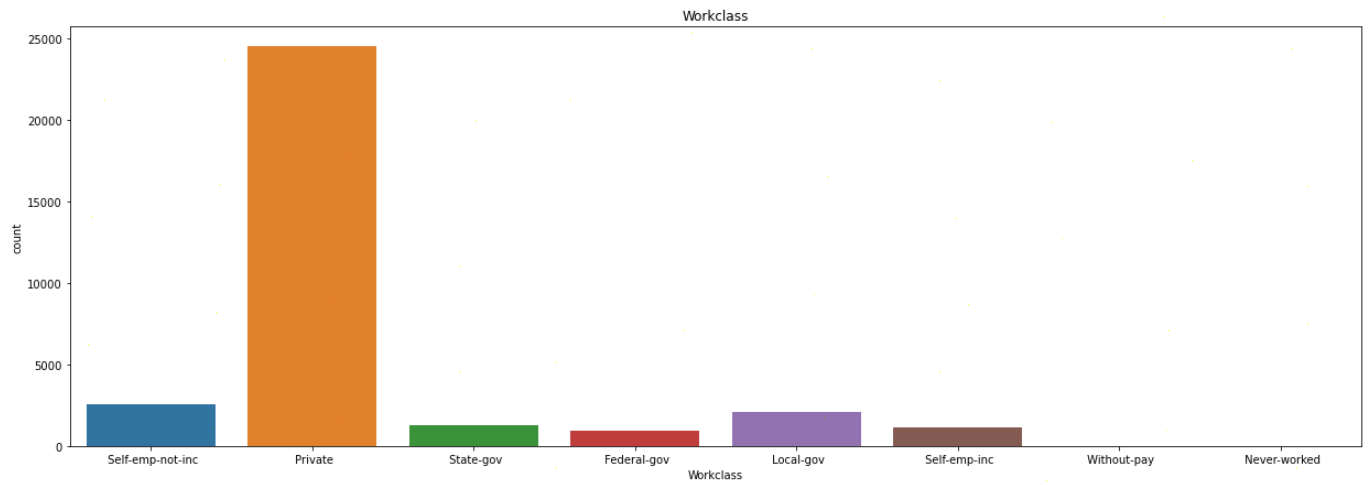 Workclass
25000
20000
15000
10000
5000
0
count
Self-emp-not-inc Private State-gov Federal-gov Local-gov Self-emp-inc Without-pay Never-worked
Workclass